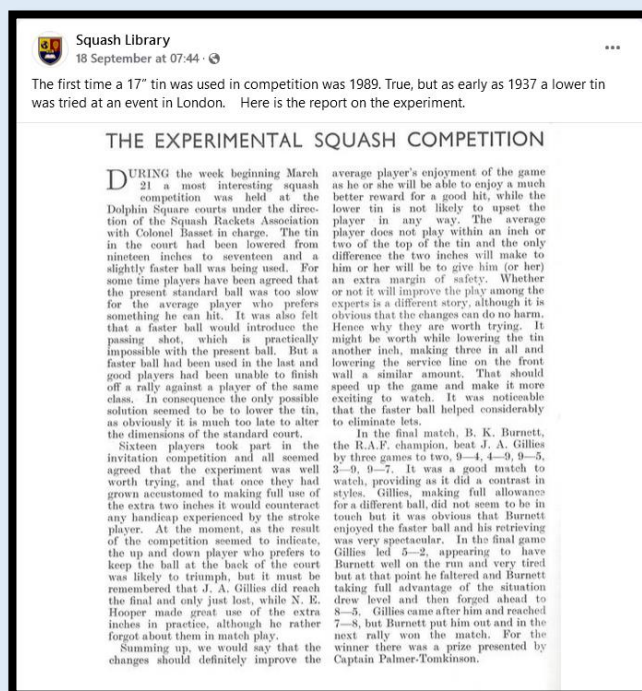 Squash Library
18 September at 07:44 ·
The first time a 17” tin was used in competition was 1989. True, but as early as 1937 a lower tin
was tried at an event in London. Here is the report on the experiment.
THE EXPERIMENTAL SQUASH COMPETITION
DURING the week beginning March
21 a most interesting squash
competition was held at the
Dolphin Square courts under the direc-
tion of the Squash Rackets Association
with Colonel Basset in charge. The tin
in the court had been lowered from
nineteen inches to seventeen and a
slightly faster ball was being used. For
some time players have been agreed that
the present standard ball was too slow
for the average player who prefers
something he can hit. It was also felt
that a faster ball would introduce the
passing shot, which is practically
impossible with the present ball. But a
faster ball had been used in the last and
good players had been unable to finish
off a rally against a player of the same
class. In consequence the only possible
solution seemed to be to lower the tin,
as obviously it is much too late to alter
the dimensions of the standard court.
Sixteen players took part in the
invitation competition and all seemed
agreed that the experiment was well
worth trying, and that once they had
grown accustomed to making full use of
the extra two inches it would counteract
any handicap experienced by the stroke
player. At the moment, as the result
of the competition seemed to indicate,
the up and down player who prefers to
keep the ball at the back of the court
was likely to triumph, but it must be
remembered that J. A. Gillies did reach
the final and only just lost, while N. E.
Hooper made great use of the extra
inches in practice, although he rather
forgot about them in match play.
Summing up, we would say that the
changes should definitely improve the
average player's enjoyment of the game
as he or she will be able to enjoy a much
better reward for a good hit, while the
lower tin is not likely to upset the
player in any way. The average
player does not play within an inch or
two of the top of the tin and the only
difference the two inches will make to
him or her will be to give him (or her)
an extra margin of safety. Whether
or not it will improve the play among the
experts is a different story, although it is
obvious that the changes can do no harm.
Hence why they are worth trying. It
might be worth while lowering the tin
another inch, making three in all and
lowering the service line on the front
wall a similar amount. That should
speed up the game and make it more
exciting to watch. It was noticeable
that the faster ball helped considerably
to eliminate lets.
In the final match, B. K. Burnett,
the R.A.F. champion, beat J. A. Gillies
by three games to two, 9—4, 4—9, 9—5,
3—9, 9—7. It was a good match to
watch, providing as it did a contrast in
styles. Gillies, making full allowance
for a different ball, did not seem to be in
touch but it was obvious that Burnett
enjoyed the faster ball and his retrieving
was very spectacular. In the final game
Gillies led 5—2, appearing to have
Burnett well on the run and very tired
but at that point he faltered and Burnett
taking full advantage of the situation
drew level and then forged ahead to
8—5. Gillies came after him and reached
7—8, but Burnett put him out and in the
next rally won the match. For the
winner there was a prize presented by
Captain Palmer-Tomkinson.